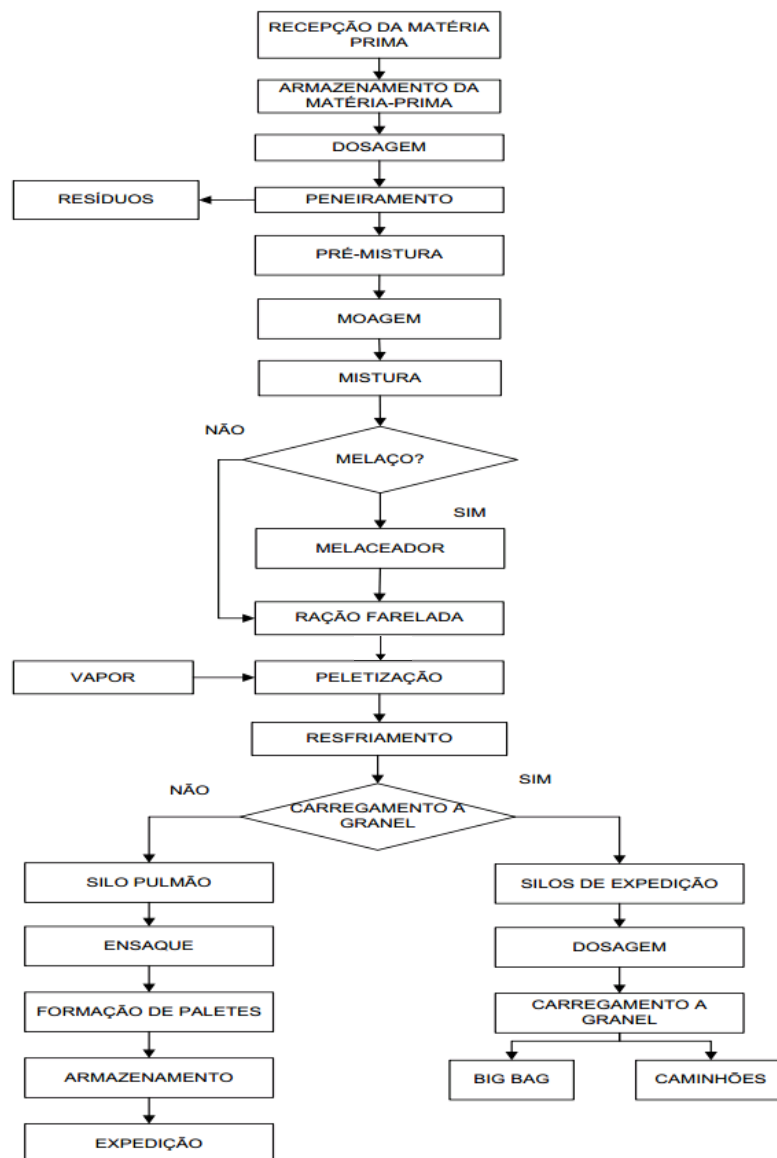 RECEPÇÃO DA MATÉRIA
PRIMA
ARMAZENAMENTO DA
MATÉRIA-PRIMA
DOSAGEM
RESÍDUOS
PENEIRAMENTO
PRÉ-MISTURA
MOAGEM
MISTURA
NÃO
MELAÇO?
SIM
MELACEADOR
RAÇÃO FARELADA
VAPOR
PELETIZAÇÃO
RESFRIAMENTO
NÃO
SIM
CARREGAMENTO A
GRANEL
SILO PULMÃO
ENSAQUE
FORMAÇÃO DE PALETES
ARMAZENAMENTO
EXPEDIÇÃO
SILOS DE EXPEDIÇÃO
DOSAGEM
CARREGAMENTO A
GRANEL
BIG BAG
CAMINHÕES